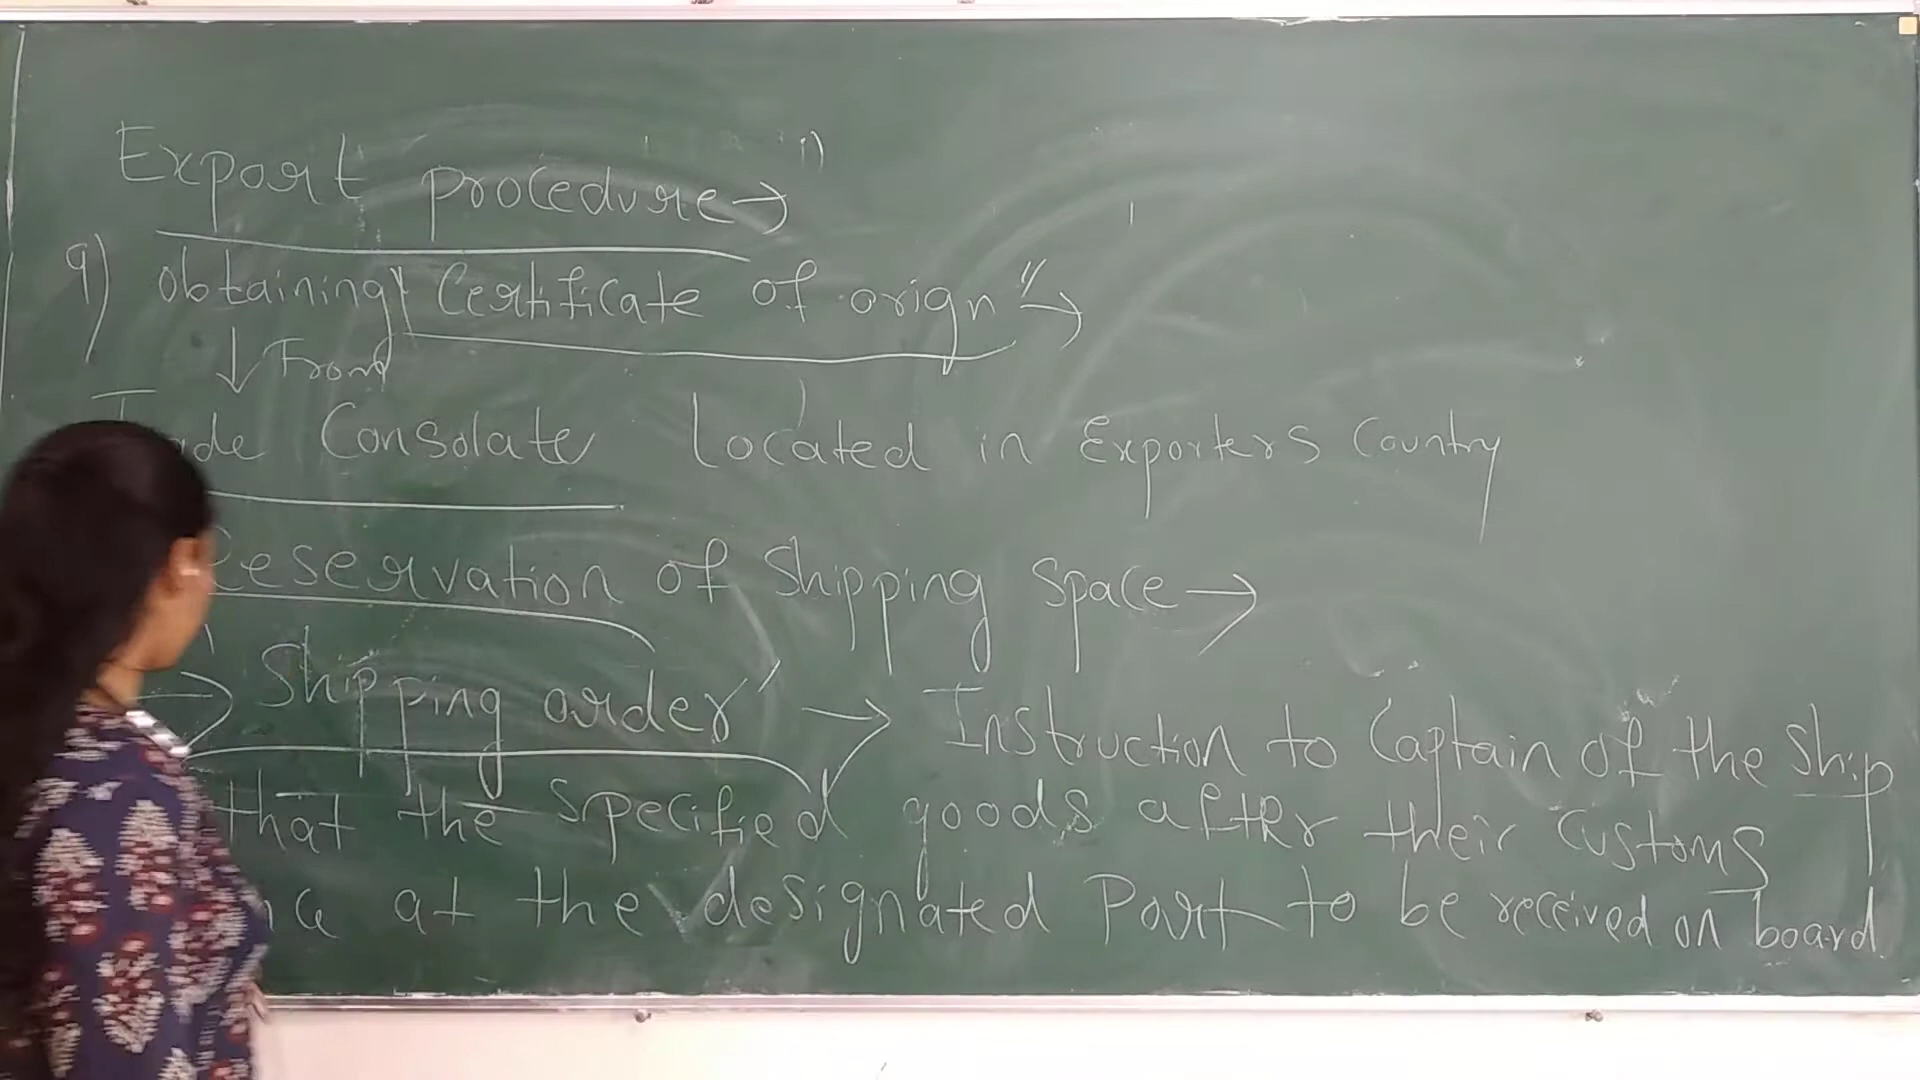 Export procedure →
9) obtaining "Certificate of orign" →
↓ From
Trade Consolate Located in Exporters Country
Reservation of Shipping Space →
→ Shipping order → Instruction to Captain of the Ship
that the specified goods after their customs
at the designated Port to be received on board